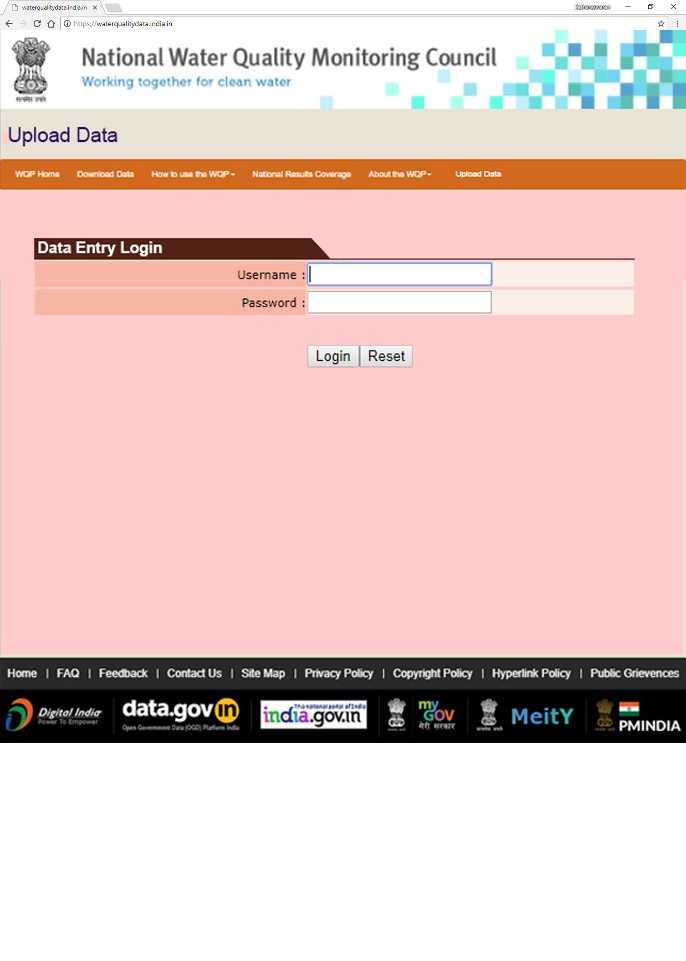 waterqualitydata.india.in
https://waterqualitydata.india.in
National Water Quality Monitoring Council
Working together for clean water
सत्यमेव जयते
Upload Data
WQP Home Download Data How to use the WQP National Results Coverage About the WQP Upload Data
Data Entry Login
Username :
Password :
Login Reset
Home | FAQ | Feedback | Contact Us | Site Map | Privacy Policy | Copyright Policy | Hyperlink Policy | Public Grievences
Digital India
Power To Empower
data.gov.in
Open Government Data (OGD) Platform India
The national portal of India
india.gov.in
my
GOV
मेरी सरकार
MeitY
PMINDIA